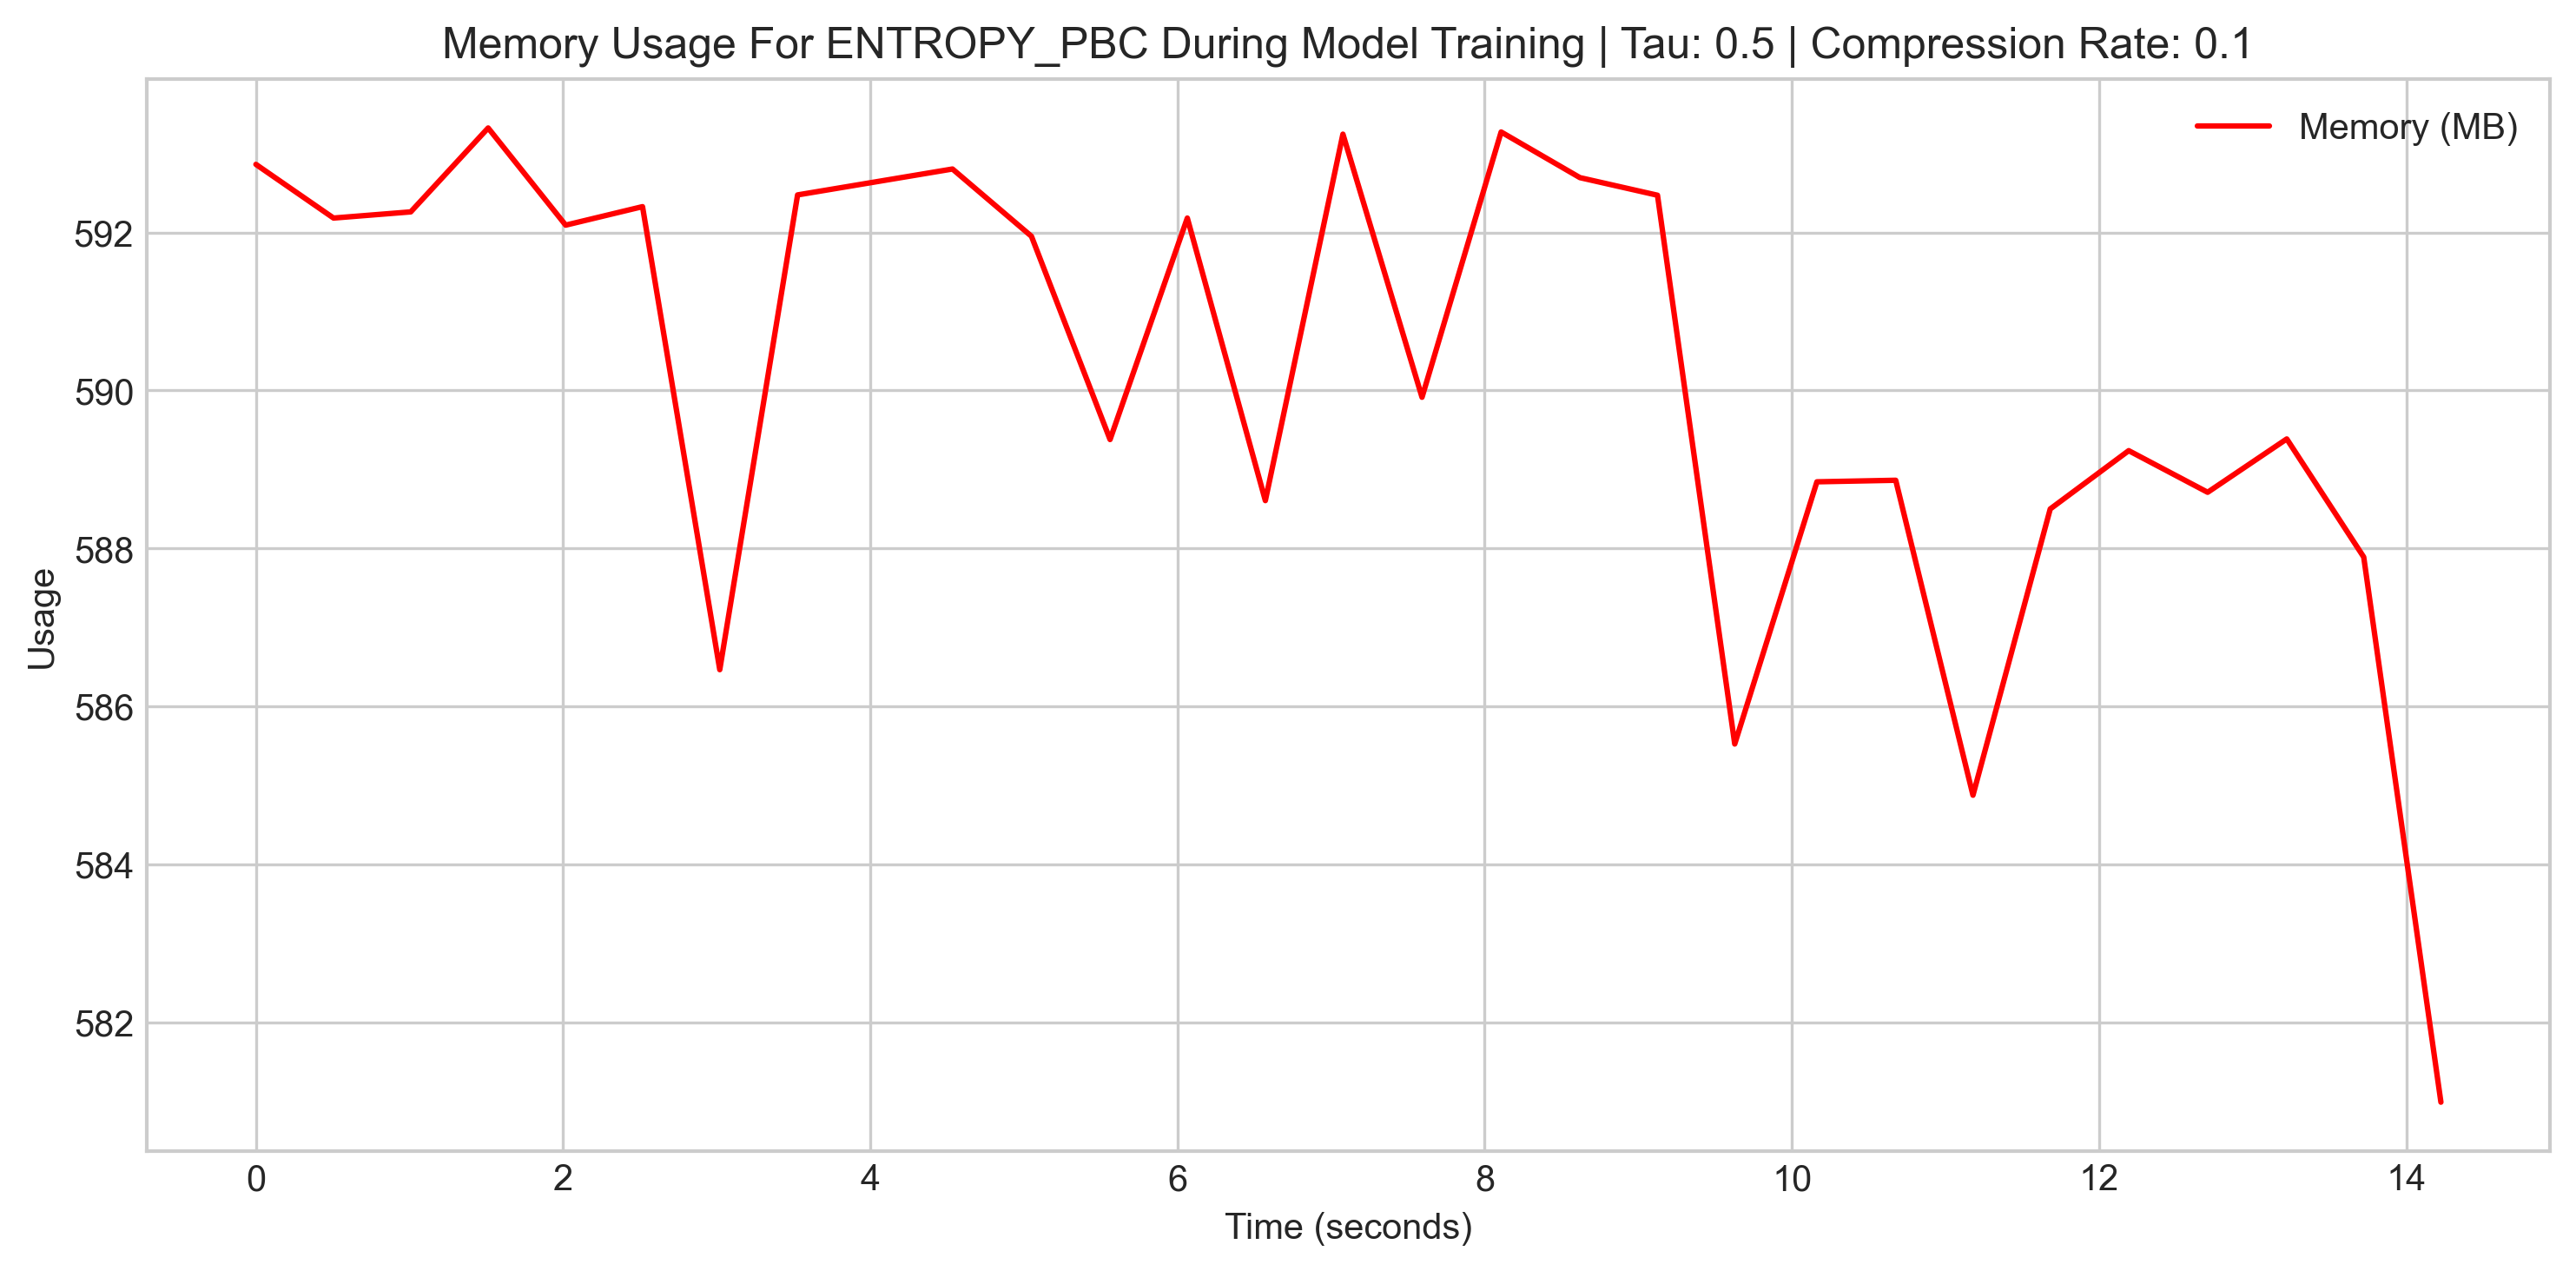 Memory Usage For ENTROPY_PBC During Model Training | Tau: 0.5 | Compression Rate: 0.1
Memory (MB)
592
590
588
586
584
582
Usage
0 2 4 6 8 10 12 14
Time (seconds)